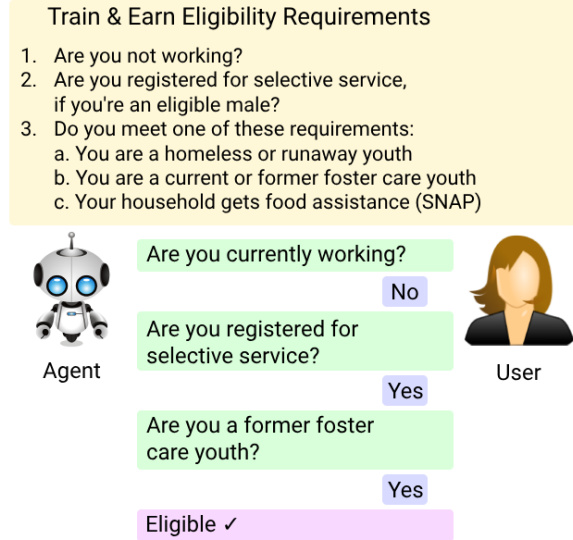 Train & Earn Eligibility Requirements
1. Are you not working?
2. Are you registered for selective service,
if you're an eligible male?
3. Do you meet one of these requirements:
a. You are a homeless or runaway youth
b. You are a current or former foster care youth
c. Your household gets food assistance (SNAP)
Are you currently working?
No
Are you registered for
selective service?
Agent
User
Yes
Are you a former foster
care youth?
Yes
Eligible ✓